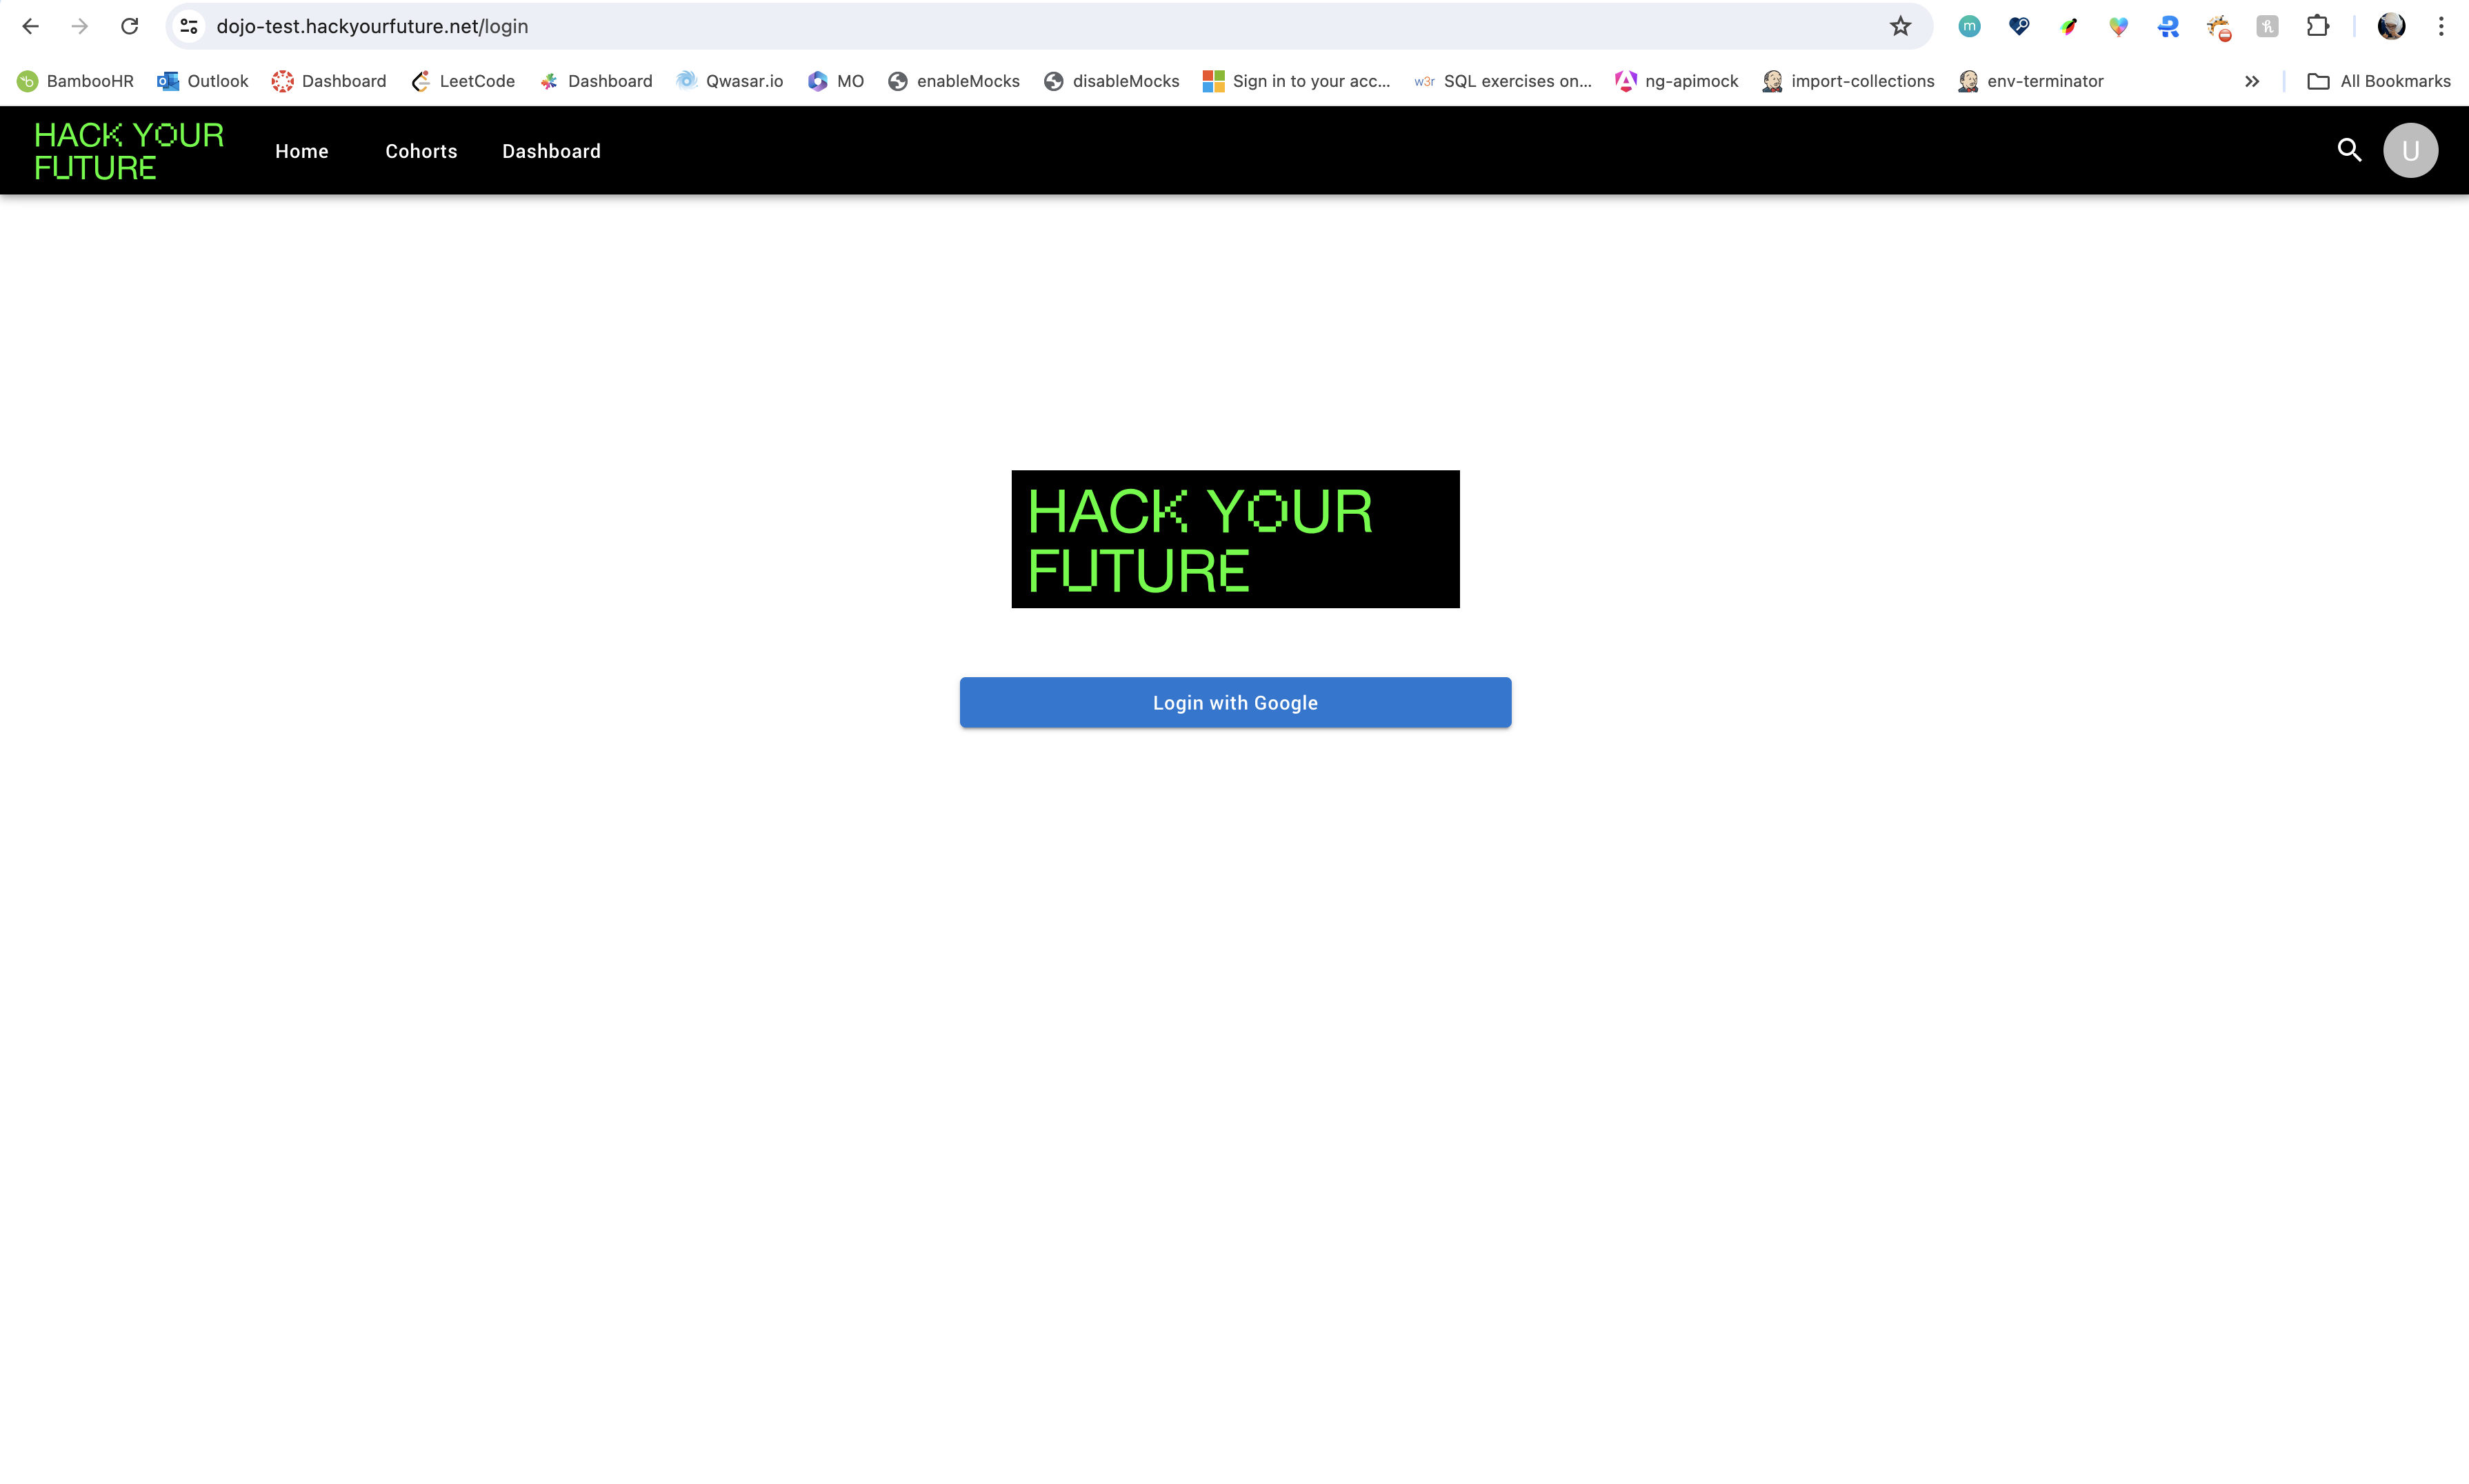 dojo-test.hackyourfuture.net/login
BambooHR Outlook Dashboard LeetCode Dashboard Qwasar.io MO enableMocks disableMocks Sign in to your acc... w3r SQL exercises on... ng-apimock import-collections env-terminator All Bookmarks
HACK YOUR
FUTURE
Home Cohorts Dashboard
U
HACK YOUR
FUTURE
Login with Google